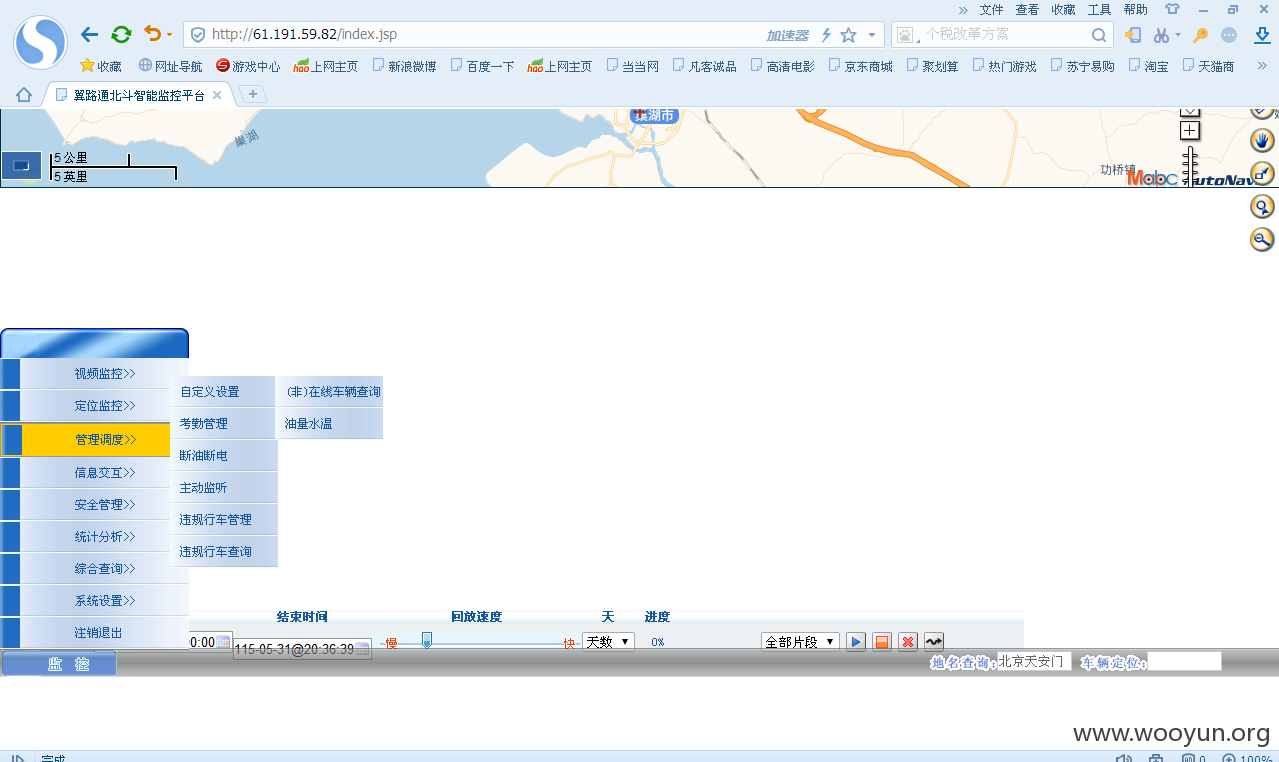 » 文件 查看 收藏 工具 帮助
http://61.191.59.82/index.jsp 加速器 个税改革方案
收藏 网址导航 游戏中心 上网主页 新浪微博 百度一下 上网主页 当当网 凡客诚品 高清电影 京东商城 聚划算 热门游戏 苏宁易购 淘宝 天猫商 »
翼路通北斗智能监控平台
巢湖市
巢湖
5 公里
5 英里
功桥镇
Mabc AutoNav
视频监控>>
定位监控>>
管理调度>>
信息交互>>
安全管理>>
统计分析>>
综合查询>>
系统设置>>
注销退出
自定义设置
考勤管理
断油断电
主动监听
违规行车管理
违规行车查询
(非)在线车辆查询
油量水温
结束时间 回放速度 天 进度
0:00 115-05-31@20:36:39 慢 快 天数 0% 全部片段
监 控 地名查询: 北京天安门 车辆定位:
www.wooyun.org
完成 0 100%